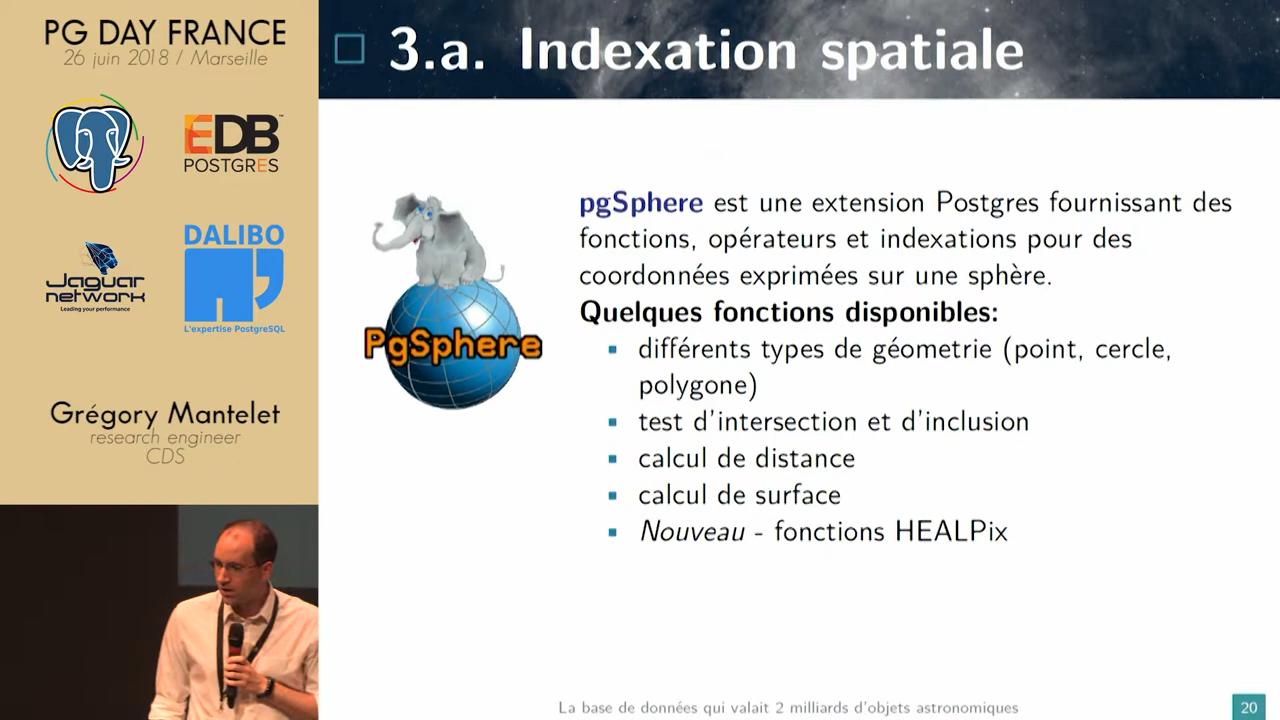 PG DAY FRANCE
26 juin 2018 / Marseille
EDB™
POSTGRES
Jaguar
network
Leading your performance
DALIBO
L'expertise PostgreSQL
Grégory Mantelet
research engineer
CDS
3.a. Indexation spatiale
PgSphere
pgSphere est une extension Postgres fournissant des
fonctions, opérateurs et indexations pour des
coordonnées exprimées sur une sphère.
Quelques fonctions disponibles:
différents types de géometrie (point, cercle,
polygone)
test d'intersection et d'inclusion
calcul de distance
calcul de surface
Nouveau - fonctions HEALPix
La base de données qui valait 2 milliards d'objets astronomiques
20